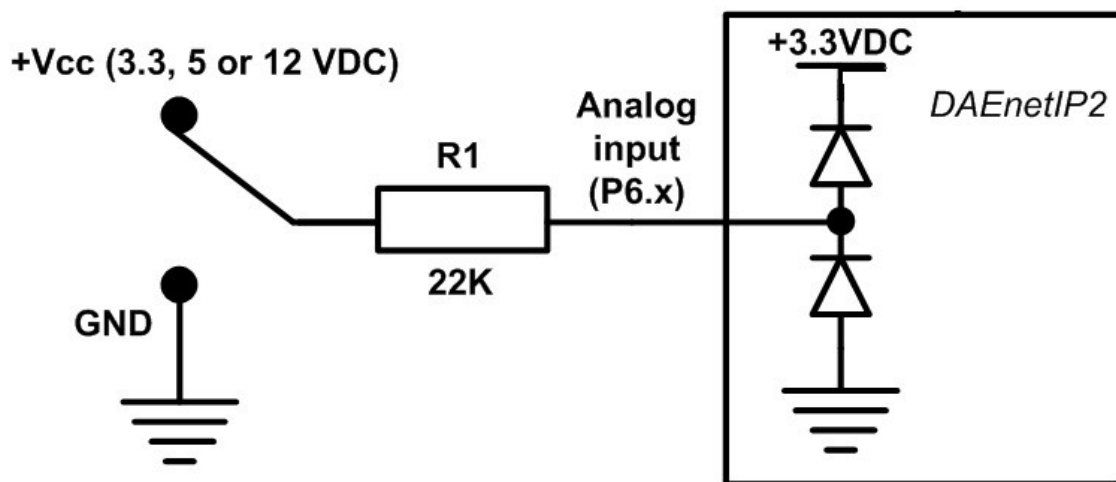 +Vcc (3.3, 5 or 12 VDC)
GND
R1
22K
Analog
input
(P6.x)
+3.3VDC
DAEnetIP2